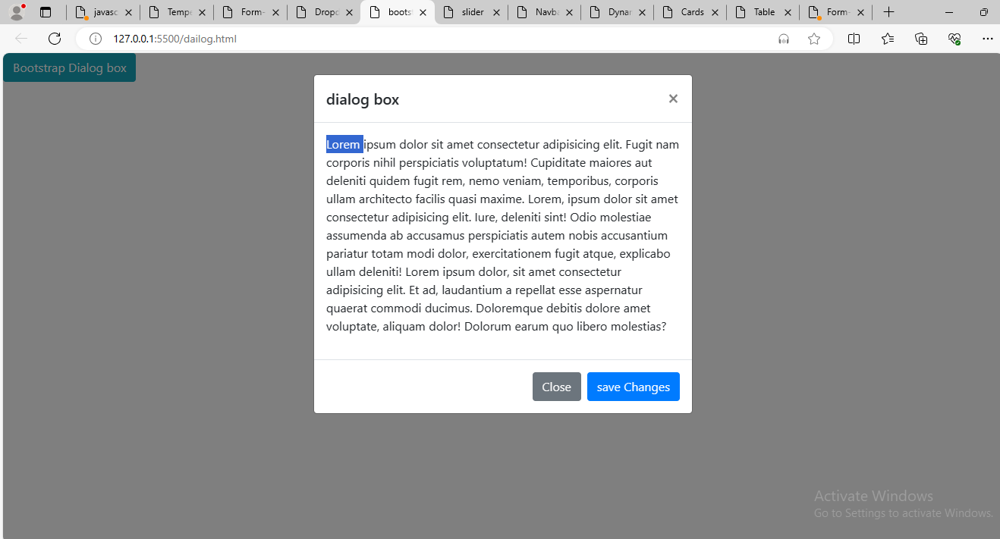 javasc
Tempe
Form-
Dropd
boots
slider
Navba
Dynar
Cards
Table
Form-
127.0.0.1:5500/dailog.html
Bootstrap Dialog box
dialog box
×
Lorem ipsum dolor sit amet consectetur adipisicing elit. Fugit nam
corporis nihil perspiciatis voluptatum! Cupiditate maiores aut
deleniti quidem fugit rem, nemo veniam, temporibus, corporis
ullam architecto facilis quasi maxime. Lorem, ipsum dolor sit amet
consectetur adipisicing elit. Iure, deleniti sint! Odio molestiae
assumenda ab accusamus perspiciatis autem nobis accusantium
pariatur totam modi dolor, exercitationem fugit atque, explicabo
ullam deleniti! Lorem ipsum dolor, sit amet consectetur
adipisicing elit. Et ad, laudantium a repellat esse aspernatur
quaerat commodi ducimus. Doloremque debitis dolore amet
voluptate, aliquam dolor! Dolorum earum quo libero molestias?
Close
save Changes
Activate Windows
Go to Settings to activate Windows.